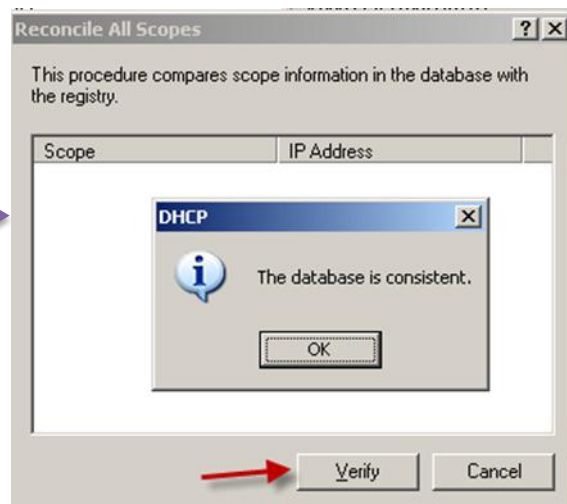 Reconcile All Scopes
This procedure compares scope information in the database with
the registry.
Scope IP Address
DHCP
The database is consistent.
OK
Verify Cancel